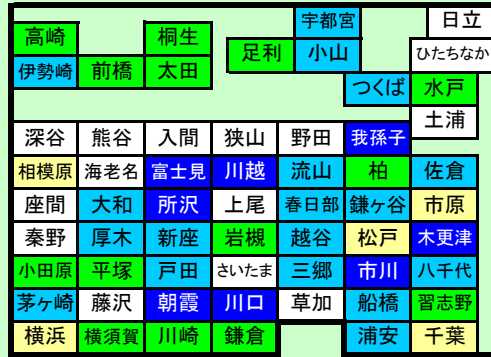 宇都宮 日立
高崎 桐生 足利 小山 ひたちなか
伊勢崎 前橋 太田
つくば 水戸
土浦
深谷 熊谷 入間 狭山 野田 我孫子
相模原 海老名 富士見 川越 流山 柏 佐倉
座間 大和 所沢 上尾 春日部 鎌ヶ谷 市原
秦野 厚木 新座 岩槻 越谷 松戸 木更津
小田原 平塚 戸田 さいたま 三郷 市川 八千代
茅ヶ崎 藤沢 朝霞 川口 草加 船橋 習志野
横浜 横須賀 川崎 鎌倉 浦安 千葉